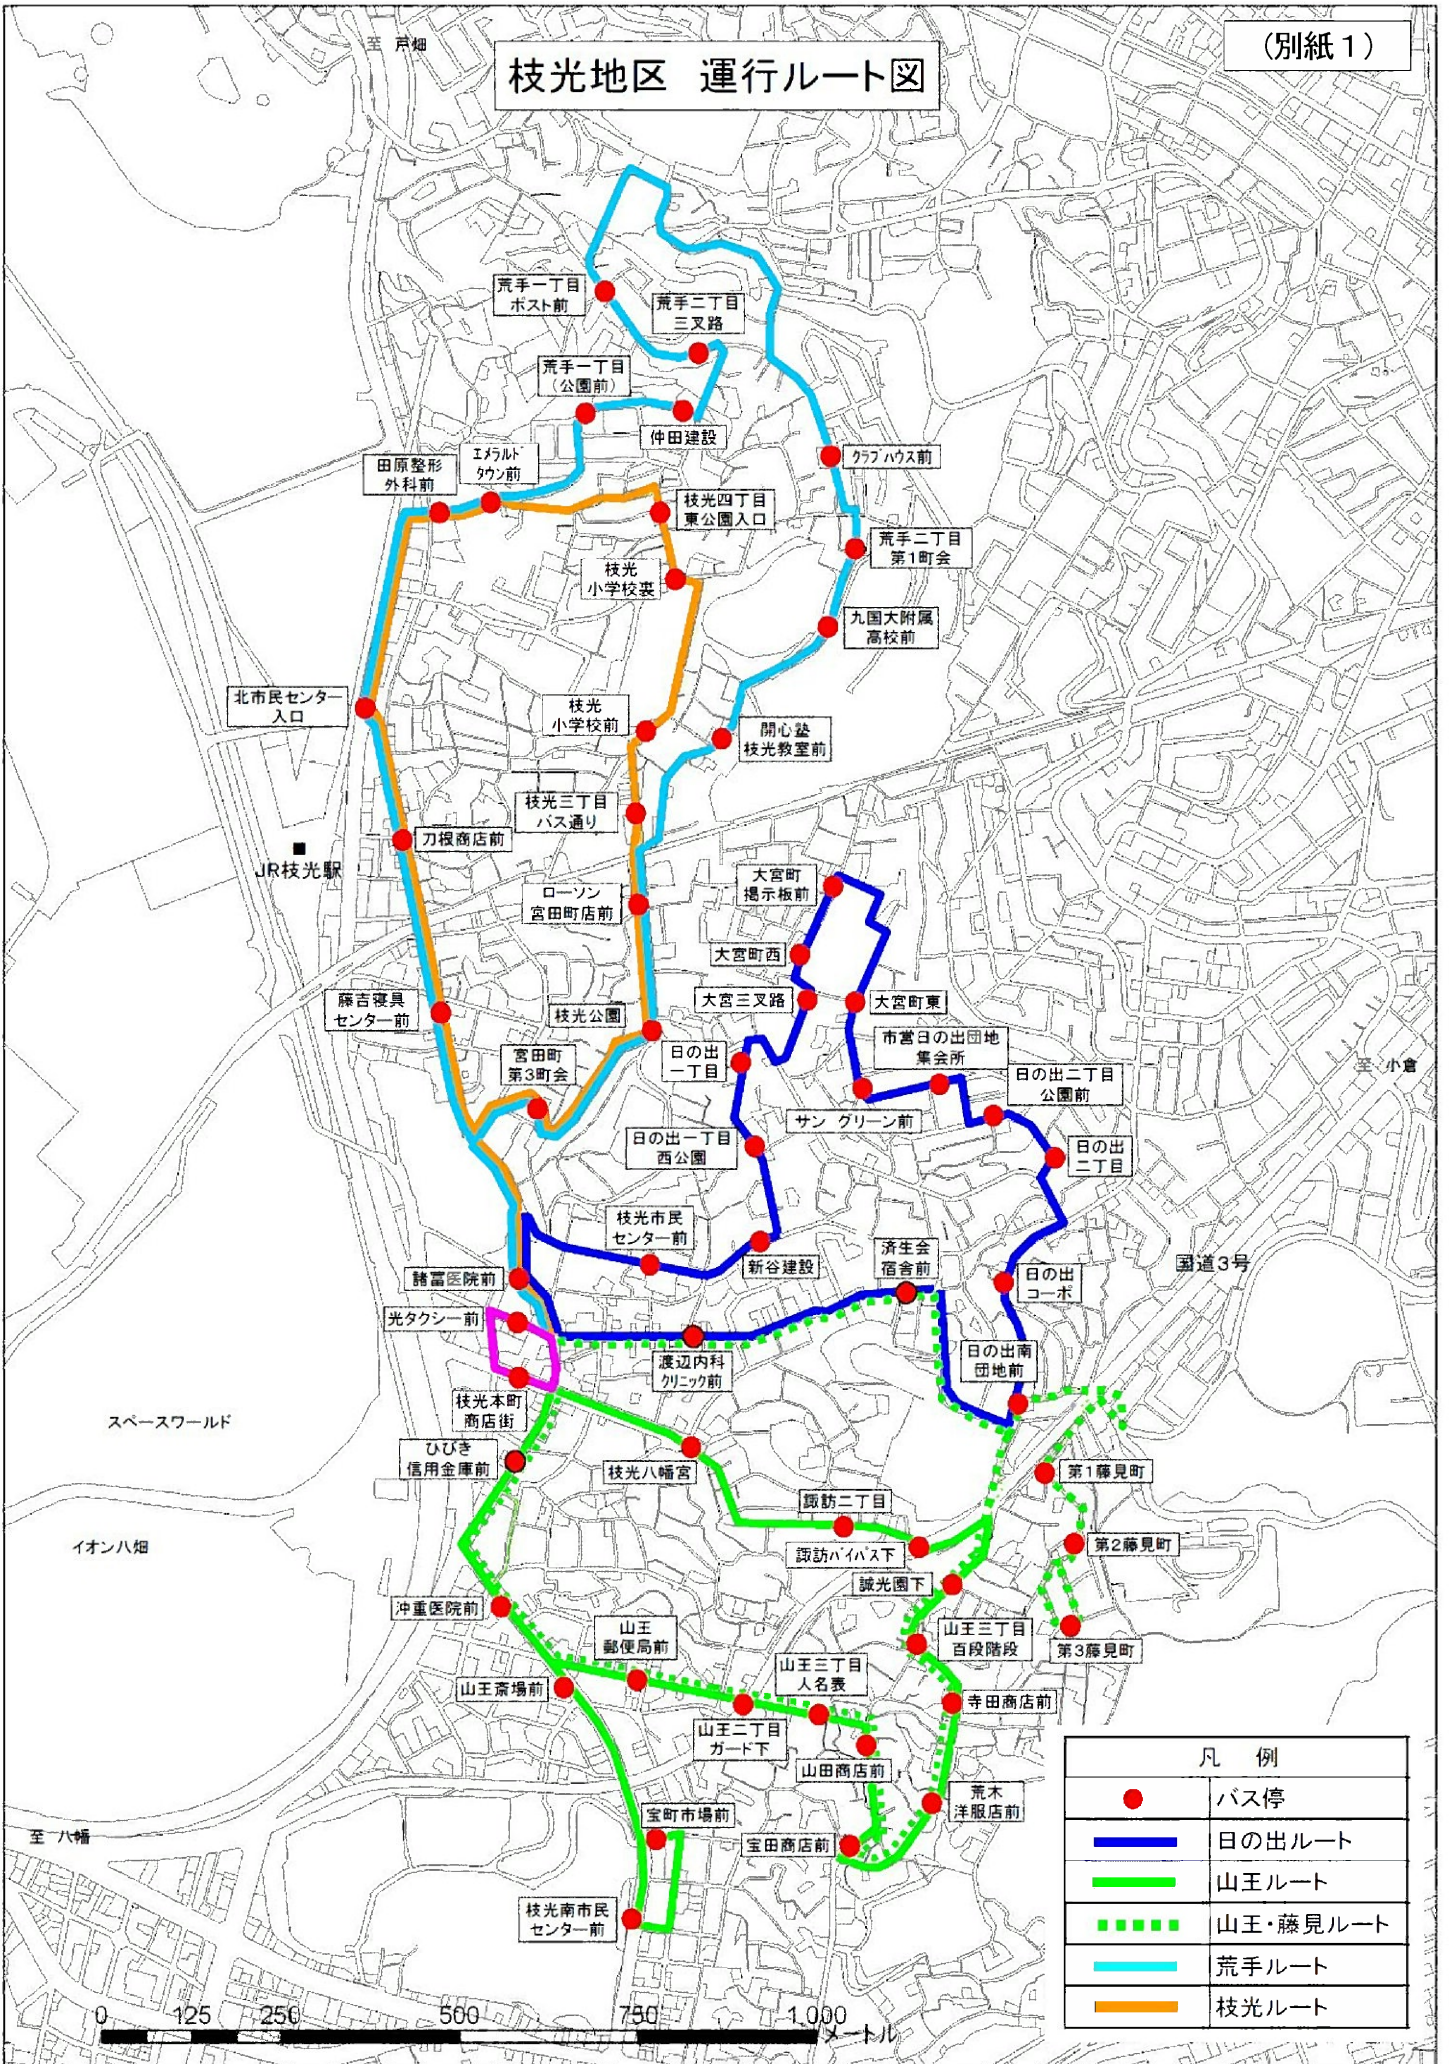 (別紙1)
至 戸畑
枝光地区 運行ルート図
荒手一丁目
ポスト前
荒手二丁目
三叉路
荒手一丁目
(公園前)
仲田建設
エメラルド
タウン前
田原整形
外科前
クラブハウス前
枝光四丁目
東公園入口
荒手二丁目
第1町会
枝光
小学校裏
九国大附属
高校前
北市民センター
入口
枝光
小学校前
開心塾
枝光教室前
枝光三丁目
バス通り
刀根商店前
JR枝光駅
大宮町
掲示板前
ローソン
宮田町店前
大宮町西
大宮三叉路
大宮町東
藤吉寝具
センター前
枝光公園
宮田町
第3町会
日の出
一丁目
市営日の出団地
集会所
至 小倉
日の出二丁目
公園前
サン グリーン前
日の出一丁目
西公園
日の出
二丁目
枝光市民
センター前
新谷建設
済生会
宿舎前
国道3号
諸冨医院前
日の出
コーポ
光タクシー前
渡辺内科
クリニック前
日の出南
団地前
枝光本町
商店街
スペースワールド
ひびき
信用金庫前
枝光八幡宮
第1藤見町
諏訪二丁目
イオン八幡
諏訪バイパス下
第2藤見町
誠光園下
沖重医院前
山王
郵便局前
山王三丁目
百段階段
第3藤見町
山王三丁目
人名表
山王斎場前
寺田商店前
山王二丁目
ガード下
山田商店前
荒木
洋服店前
宝町市場前
宝田商店前
至 八幡
枝光南市民
センター前
凡 例
バス停
日の出ルート
山王ルート
山王・藤見ルート
荒手ルート
枝光ルート
0 125 250 500 750 1,000
メートル